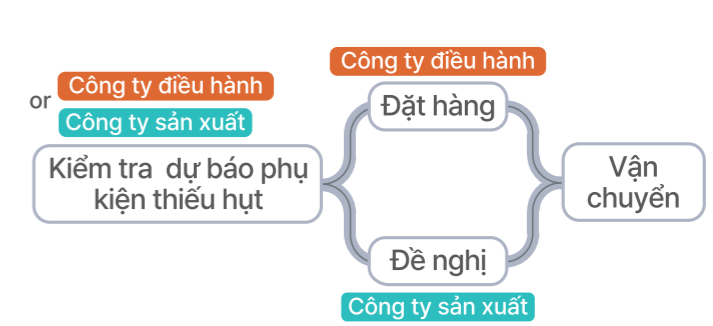 or
Công ty điều hành
Công ty sản xuất
Kiểm tra dự báo phụ
kiện thiếu hụt
Công ty điều hành
Đặt hàng
Đề nghị
Công ty sản xuất
Vận
chuyển